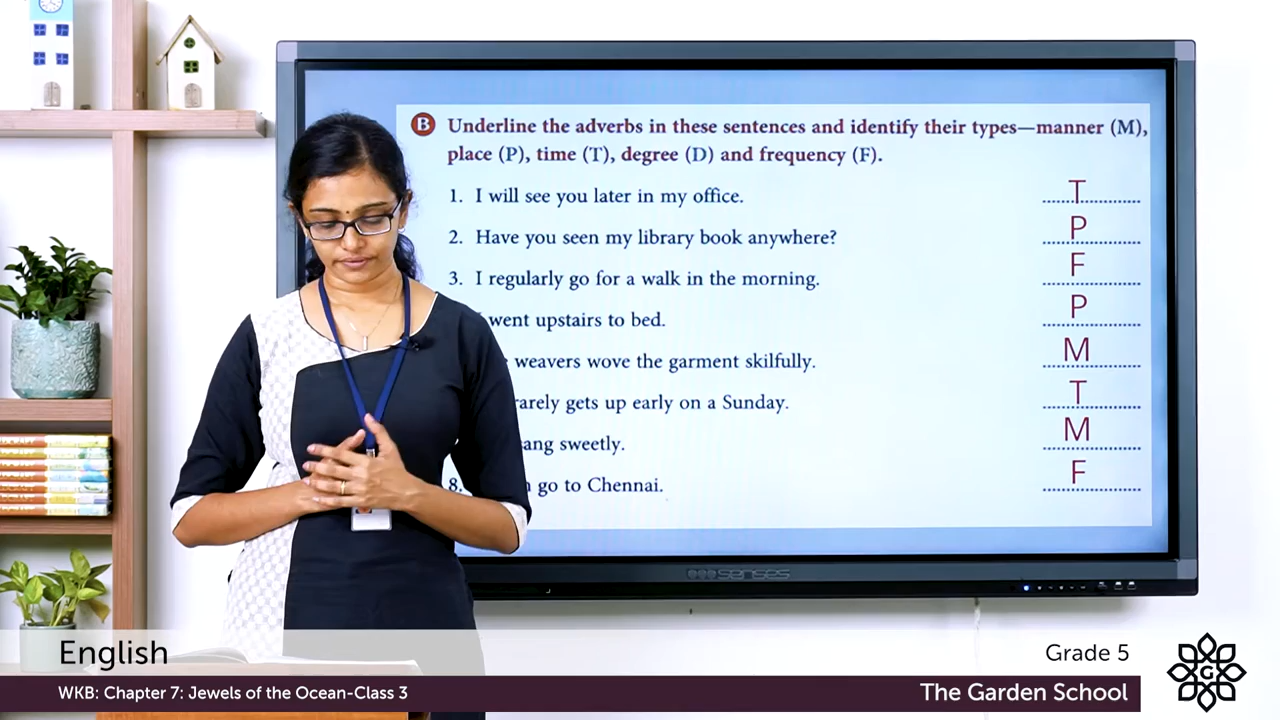 B Underline the adverbs in these sentences and identify their types—manner (M),
place (P), time (T), degree (D) and frequency (F).
1. I will see you later in my office. T
2. Have you seen my library book anywhere? P
3. I regularly go for a walk in the morning. F
went upstairs to bed. P
weavers wove the garment skilfully. M
rarely gets up early on a Sunday. T
sweetly. M
8. go to Chennai. F
senses
English
Grade 5
WKB: Chapter 7: Jewels of the Ocean-Class 3
The Garden School
G